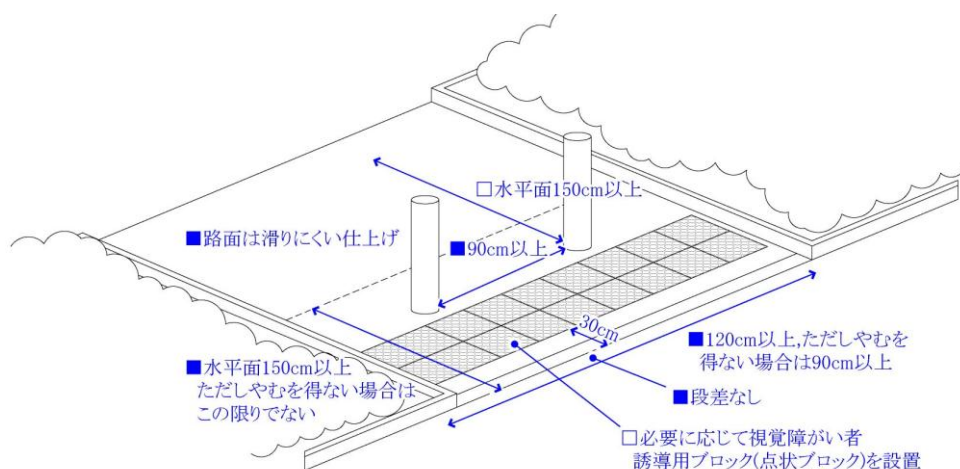 □水平面150cm以上
■路面は滑りにくい仕上げ
■90cm以上
30cm
■120cm以上,ただしやむを
得ない場合は90cm以上
■水平面150cm以上
ただしやむを得ない場合は
この限りでない
■段差なし
□必要に応じて視覚障がい者
誘導用ブロック(点状ブロック)を設置